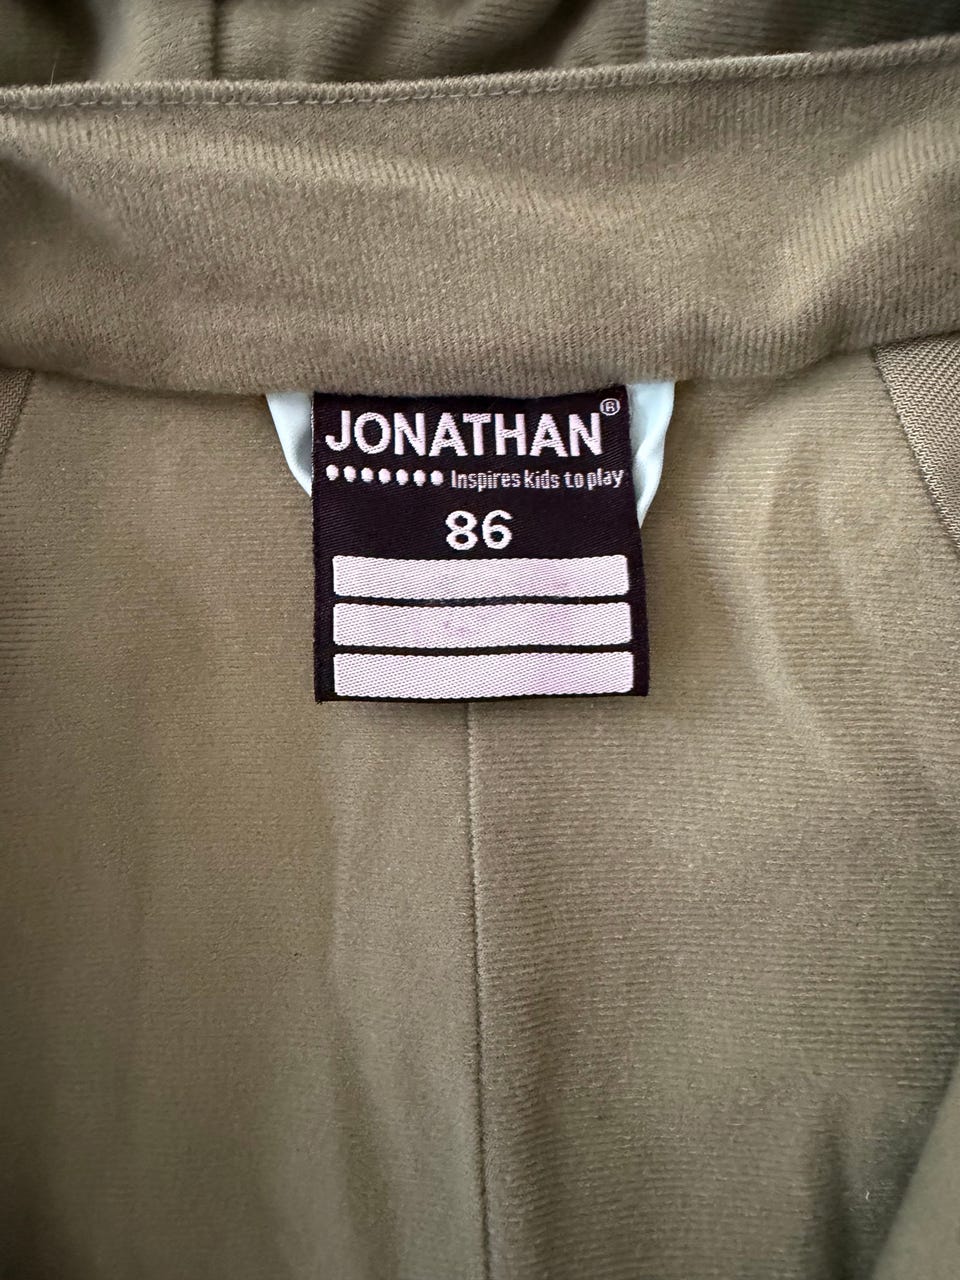 JONATHAN®
Inspires kids to play
86